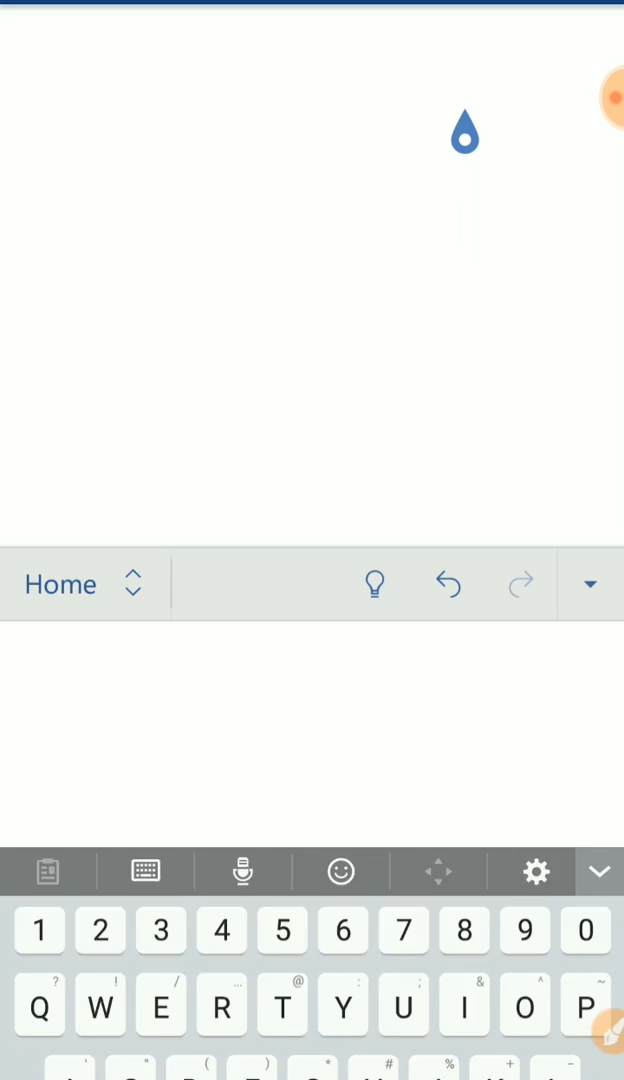 Home
1 2 3 4 5 6 7 8 9 0
? ! / ... @ : ; & ^ ~
Q W E R T Y U I O P
' " ( ) * # % + -